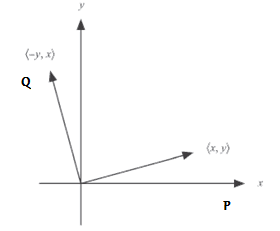 y
⟨−y, x⟩
Q
⟨x, y⟩
x
P